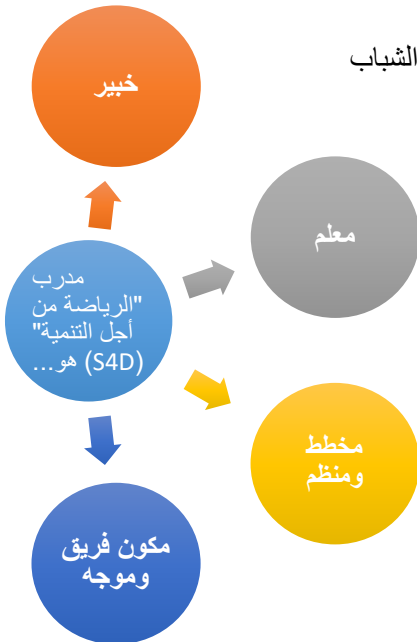 الشباب
خبير
معلم
مدرب
"الرياضة من
أجل التنمية"
(S4D) هو...
مخطط
ومنظم
مكون فريق
وموجه